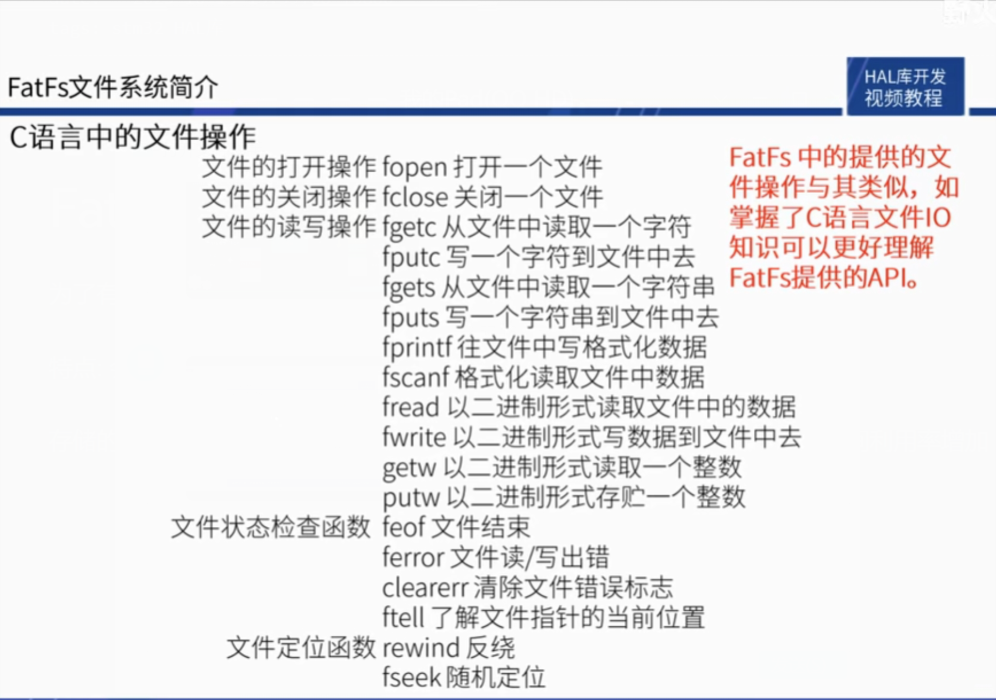 FatFs文件系统简介
HAL库开发
视频教程
C语言中的文件操作
文件的打开操作 fopen 打开一个文件
文件的关闭操作 fclose 关闭一个文件
文件的读写操作 fgetc 从文件中读取一个字符
fputc 写一个字符到文件中去
fgets 从文件中读取一个字符串
fputs 写一个字符串到文件中去
fprintf 往文件中写格式化数据
fscanf 格式化读取文件中数据
fread 以二进制形式读取文件中的数据
fwrite 以二进制形式写数据到文件中去
getw 以二进制形式读取一个整数
putw 以二进制形式存贮一个整数
文件状态检查函数 feof 文件结束
ferror 文件读/写出错
clearerr 清除文件错误标志
ftell 了解文件指针的当前位置
文件定位函数 rewind 反绕
fseek 随机定位
FatFs 中的提供的文
件操作与其类似，如
掌握了C语言文件IO
知识可以更好理解
FatFs提供的API。